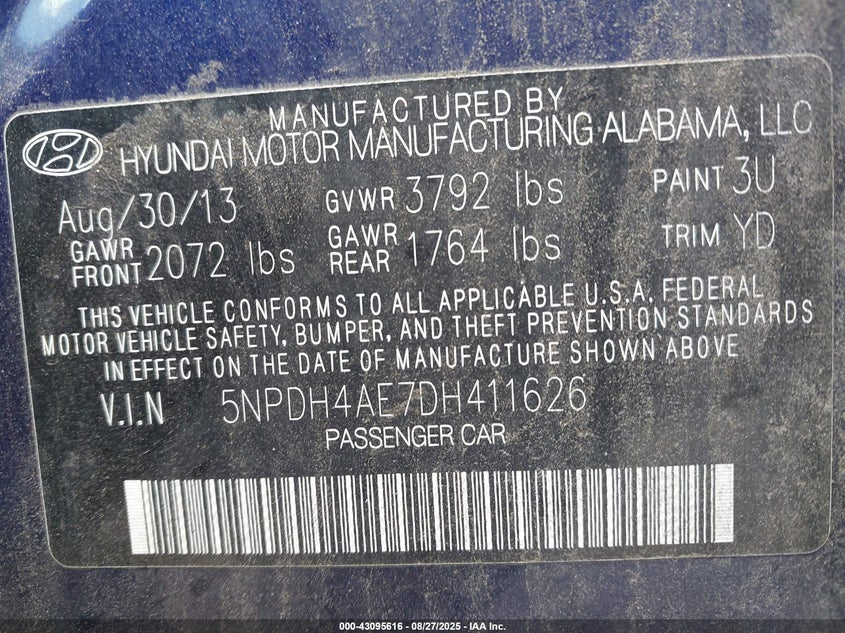 MANUFACTURED BY
HYUNDAI MOTOR MANUFACTURING ALABAMA, LLC
Aug/30/13 GVWR 3792 lbs PAINT 3U
GAWR FRONT 2072 lbs GAWR REAR 1764 lbs TRIM YD
THIS VEHICLE CONFORMS TO ALL APPLICABLE U.S.A. FEDERAL
MOTOR VEHICLE SAFETY, BUMPER, AND THEFT PREVENTION STANDARDS
IN EFFECT ON THE DATE OF MANUFACTURE SHOWN ABOVE
V.I.N 5NPDH4AE7DH411626
PASSENGER CAR
000-43095616 - 08/27/2025 - IAA Inc.